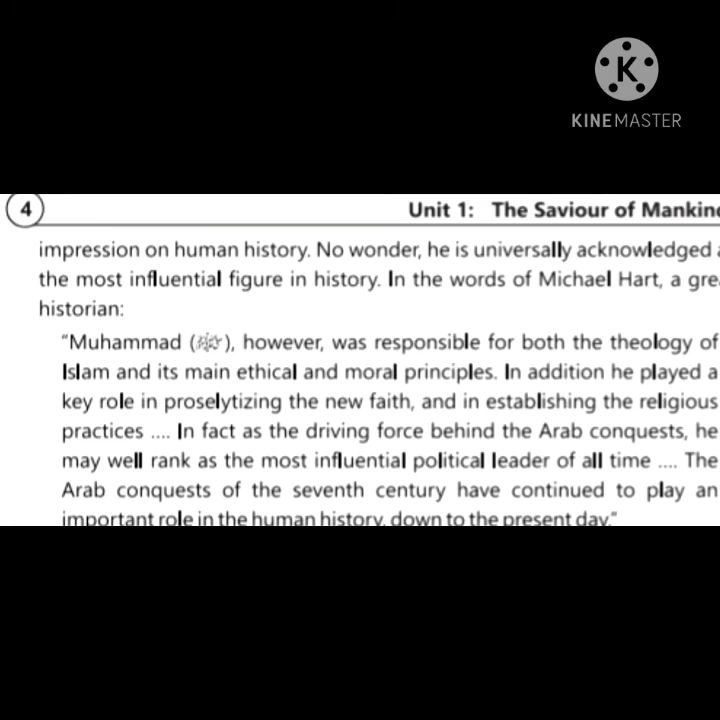 K
KINEMASTER
4
Unit 1: The Saviour of Mankind
impression on human history. No wonder, he is universally acknowledged a
the most influential figure in history. In the words of Michael Hart, a gre
historian:
"Muhammad (ﷺ), however, was responsible for both the theology of
Islam and its main ethical and moral principles. In addition he played a
key role in proselytizing the new faith, and in establishing the religious
practices .... In fact as the driving force behind the Arab conquests, he
may well rank as the most influential political leader of all time .... The
Arab conquests of the seventh century have continued to play an
important role in the human history, down to the present day."